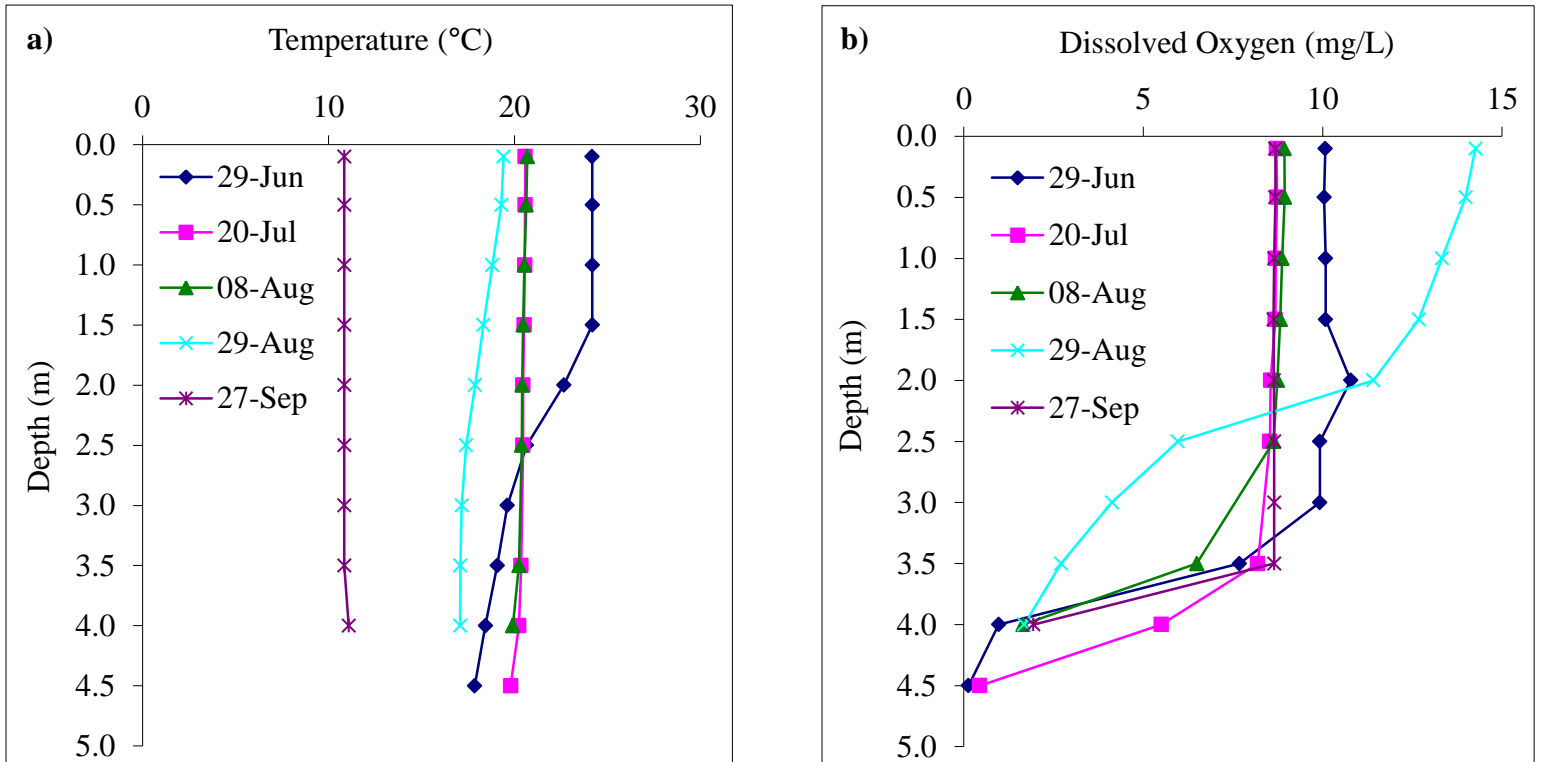 a)
Temperature (°C)
0 10 20 30
0.0
0.5
1.0
1.5
2.0
2.5
3.0
3.5
4.0
4.5
5.0
Depth (m)
29-Jun
20-Jul
08-Aug
29-Aug
27-Sep
b)
Dissolved Oxygen (mg/L)
0 5 10 15
0.0
0.5
1.0
1.5
2.0
2.5
3.0
3.5
4.0
4.5
5.0
Depth (m)
29-Jun
20-Jul
08-Aug
29-Aug
27-Sep